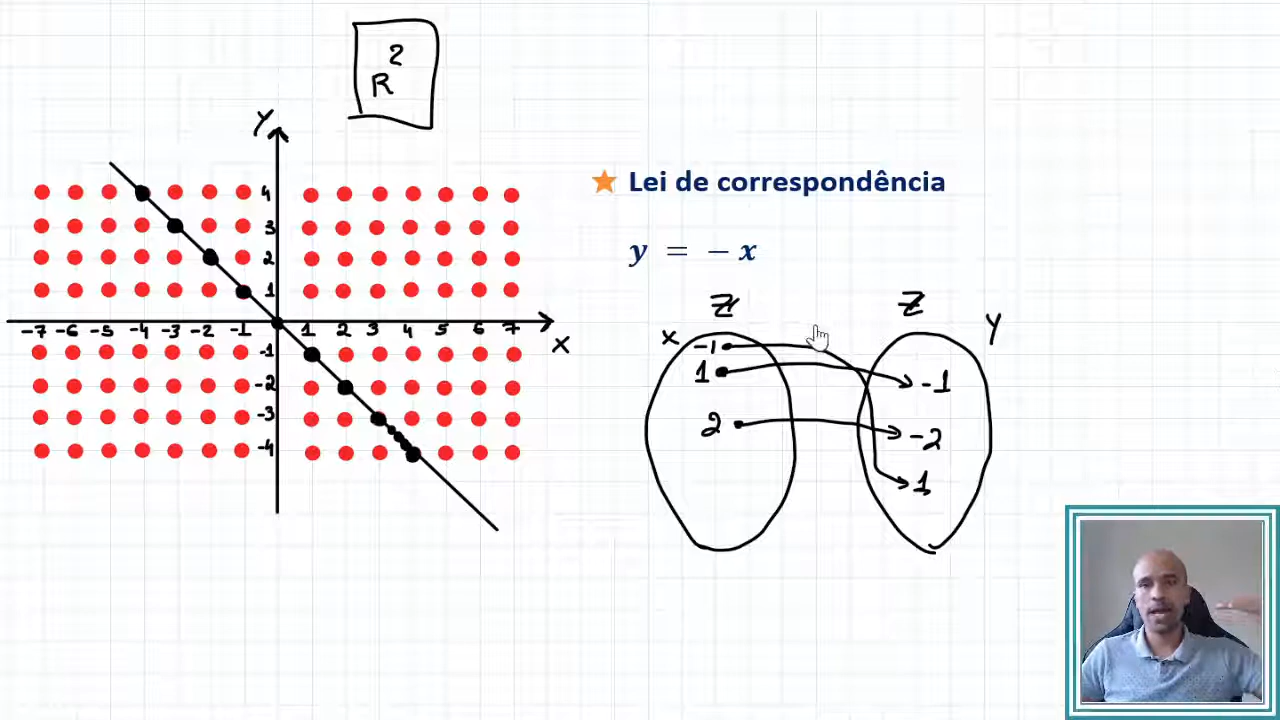 R²
Y
4
3
2
1
-7 -6 -5 -4 -3 -2 -1 1 2 3 4 5 6 7
X
-1
-2
-3
-4
Lei de correspondência
y = − x
Z Z
X Y
-1
1 -1
2 -2
1